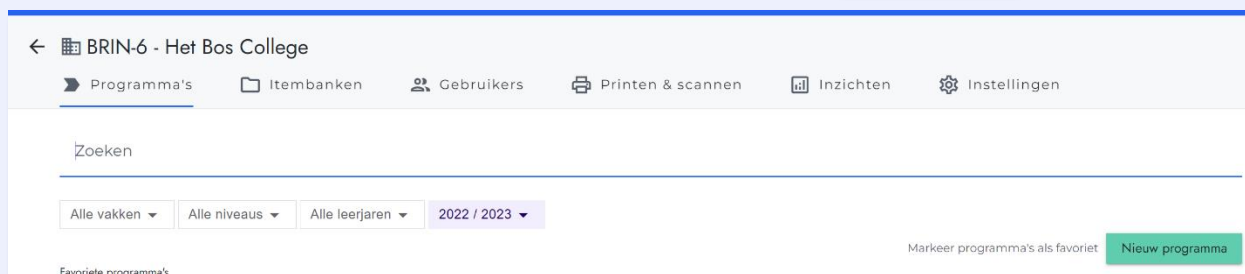 BRIN-6 - Het Bos College
Programma's Itembanken Gebruikers Printen & scannen Inzichten Instellingen
Zoeken
Alle vakken Alle niveaus Alle leerjaren 2022 / 2023
Markeer programma's als favoriet Nieuw programma
Favoriete programma's